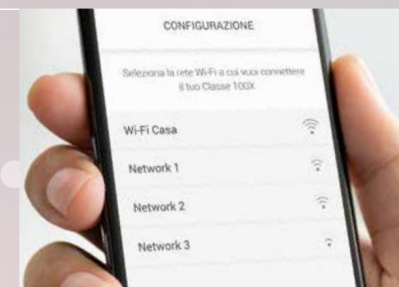 CONFIGURAZIONE
Seleziona la rete Wi-Fi a cui vuoi connettere
il tuo Classe 100X
Wi-Fi Casa
Network 1
Network 2
Network 3